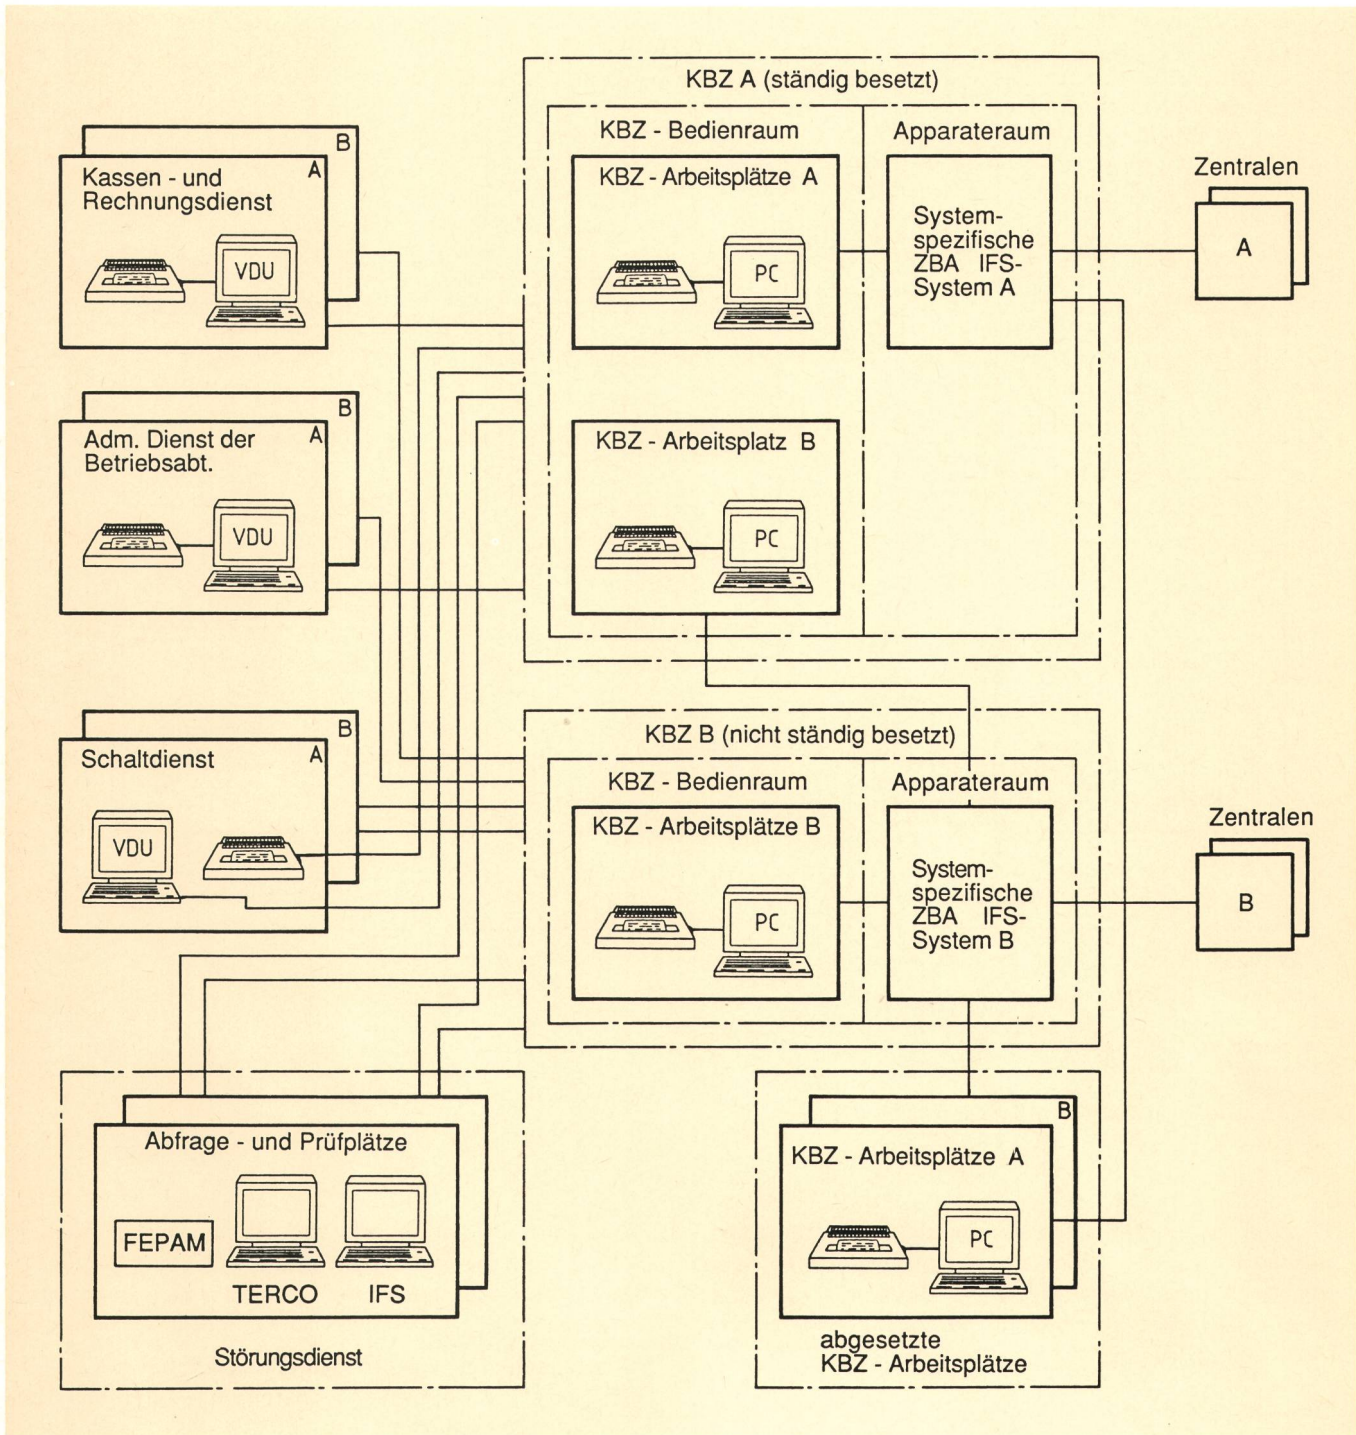 KBZ A (ständig besetzt)
KBZ - Bedienraum
Apparateraum
B
A
Kassen - und
Rechnungsdienst
VDU
KBZ - Arbeitsplätze A
PC
System-
spezifische
ZBA IFS-
System A
Zentralen
A
B
A
Adm. Dienst der
Betriebsabt.
VDU
KBZ - Arbeitsplatz B
PC
B
A
Schaltdienst
VDU
KBZ B (nicht ständig besetzt)
KBZ - Bedienraum
Apparateraum
KBZ - Arbeitsplätze B
PC
System-
spezifische
ZBA IFS-
System B
Zentralen
B
Abfrage - und Prüfplätze
FEPAM
TERCO
IFS
Störungsdienst
B
KBZ - Arbeitsplätze A
PC
abgesetzte
KBZ - Arbeitsplätze